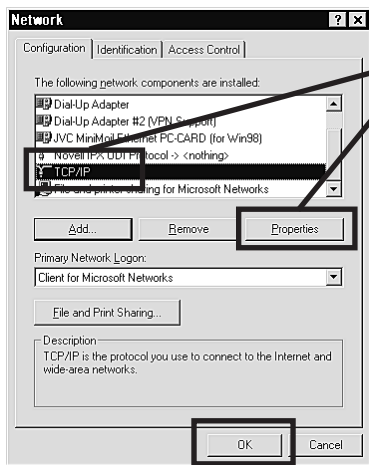 Network
Configuration Identification Access Control
The following network components are installed:
Dial-Up Adapter
Dial-Up Adapter #2 (VPN Support)
JVC MiniMoil Ethernet PC-CARD (for Win98)
Novell IPX ODI Protocol -> <nothing>
TCP/IP
File and printer sharing for Microsoft Networks
Add... Remove Properties
Primary Network Logon:
Client for Microsoft Networks
File and Print Sharing...
Description
TCP/IP is the protocol you use to connect to the Internet and
wide-area networks.
OK Cancel